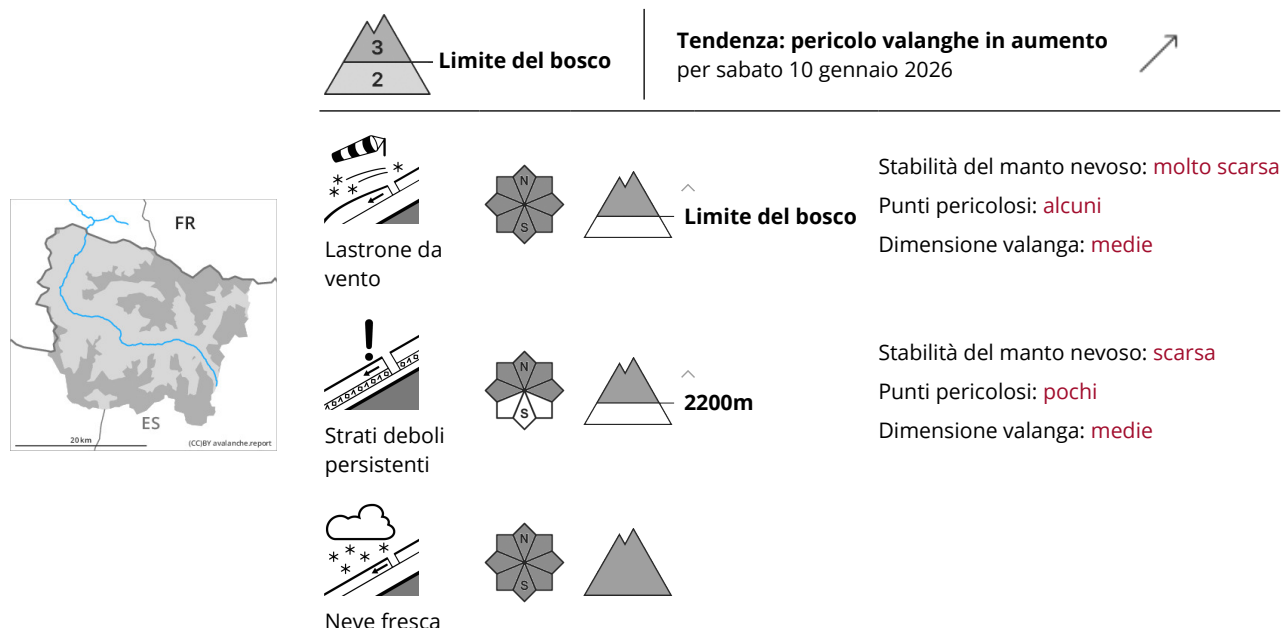 3
2
Limite del bosco
Tendenza: pericolo valanghe in aumento
per sabato 10 gennaio 2026
FR
ES
20 km
(CC)BY avalanche.report
Lastrone da
vento
N
S
Limite del bosco
Stabilità del manto nevoso: molto scarsa
Punti pericolosi: alcuni
Dimensione valanga: medie
Strati deboli
persistenti
N
S
2200m
Stabilità del manto nevoso: scarsa
Punti pericolosi: pochi
Dimensione valanga: medie
Neve fresca
N
S